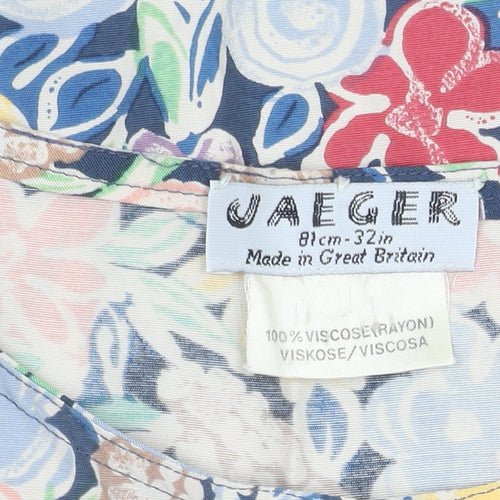 JAEGER
81cm-32in
Made in Great Britain
100% VISCOSE(RAYON)
VISKOSE/VISCOSA